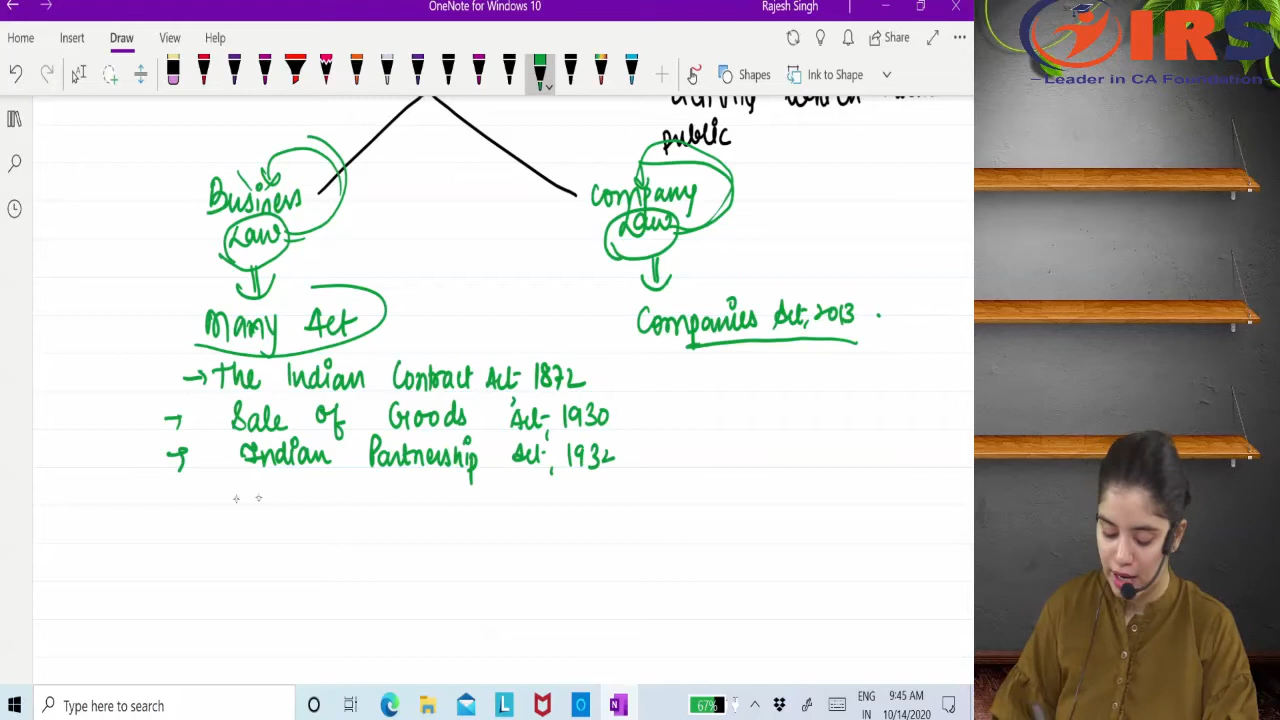 OneNote for Windows 10
Rajesh Singh
Home Insert Draw View Help
Share
Shapes
Ink to Shape
IRS
Leader in CA Foundation
public
Business Law
Company Law
Many Act
Companies Act, 2013
The Indian Contract Act, 1872
Sale of Goods Act, 1930
Indian Partnership Act, 1932
Type here to search
67%
ENG
IN
9:45 AM
10/14/2020